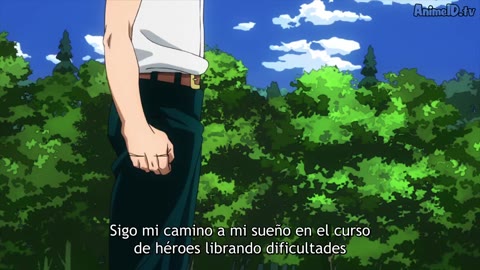 AnimeID.tv
Sigo mi camino a mi sueño en el curso
de héroes librando dificultades